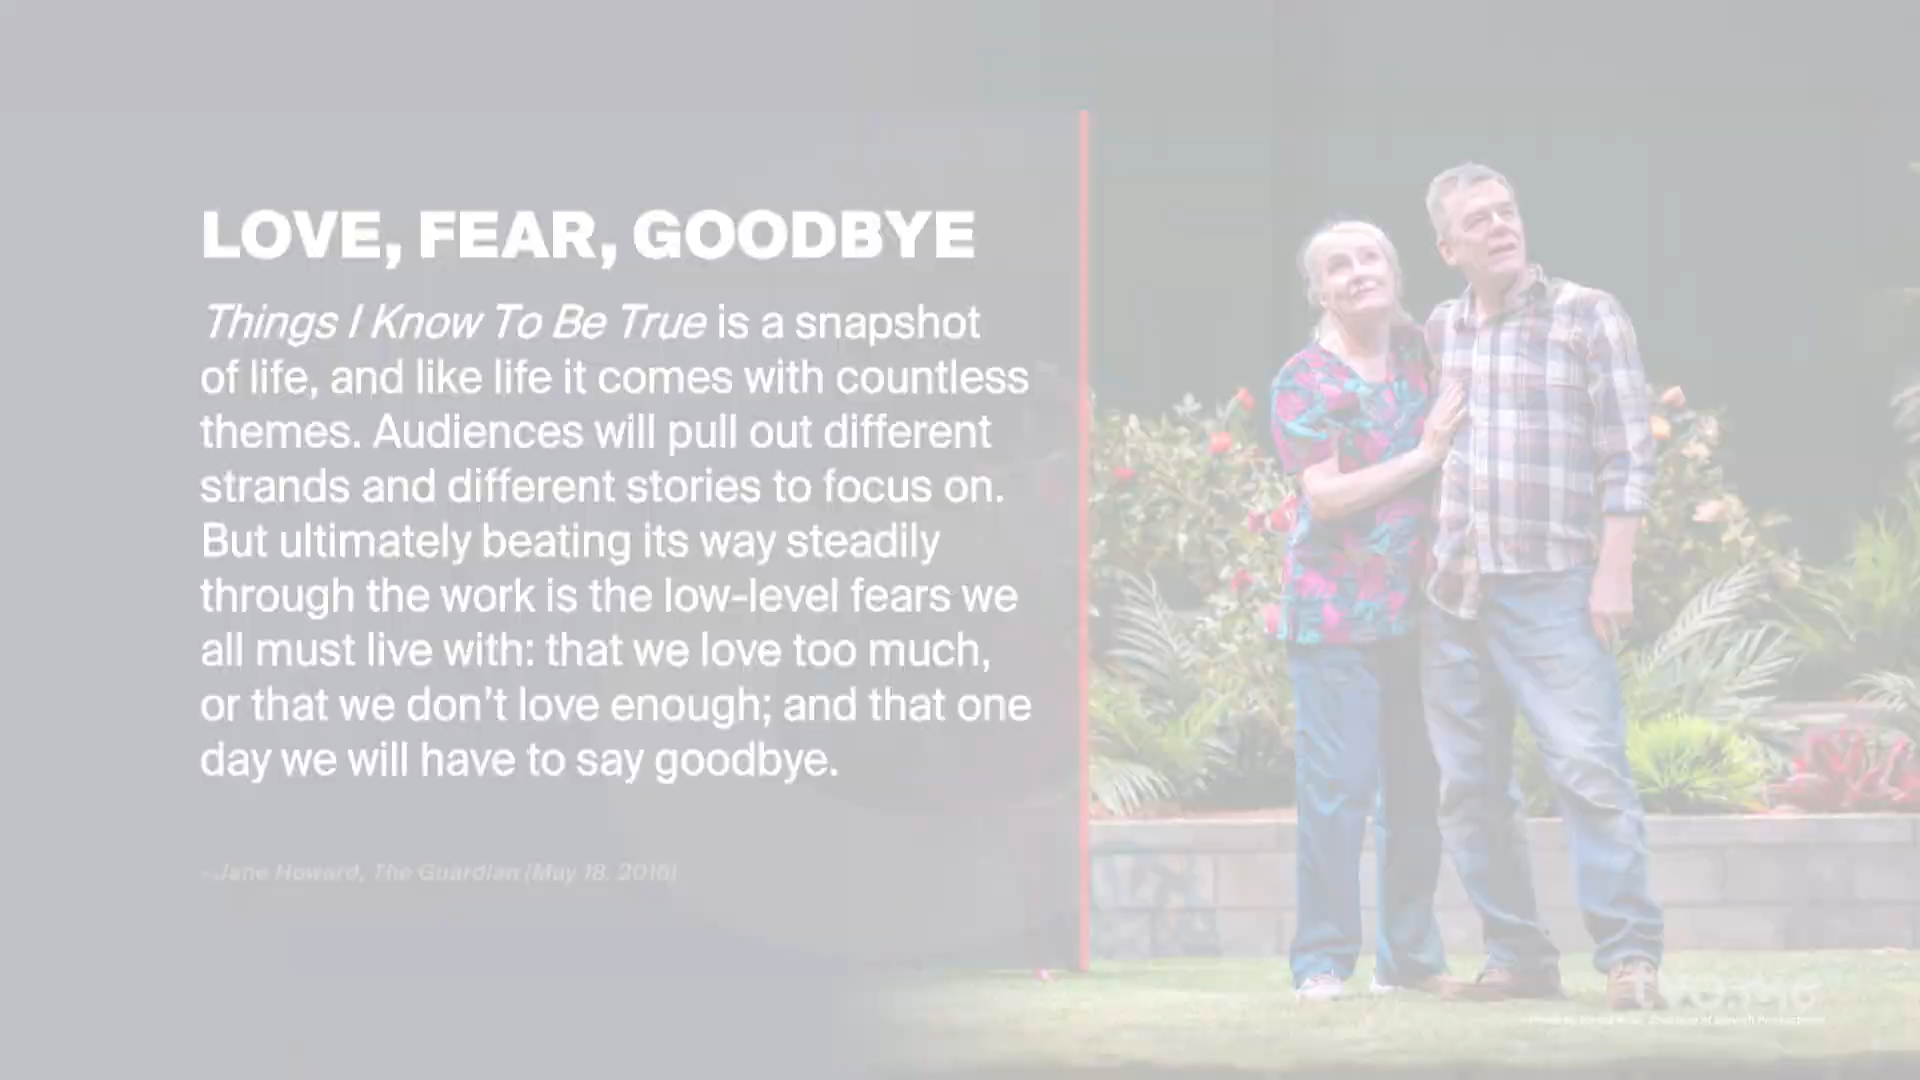 LOVE, FEAR, GOODBYE
Things I Know To Be True is a snapshot
of life, and like life it comes with countless
themes. Audiences will pull out different
strands and different stories to focus on.
But ultimately beating its way steadily
through the work is the low-level fears we
all must live with: that we love too much,
or that we don't love enough; and that one
day we will have to say goodbye.
- Jane Howard, The Guardian (May 18, 2016)